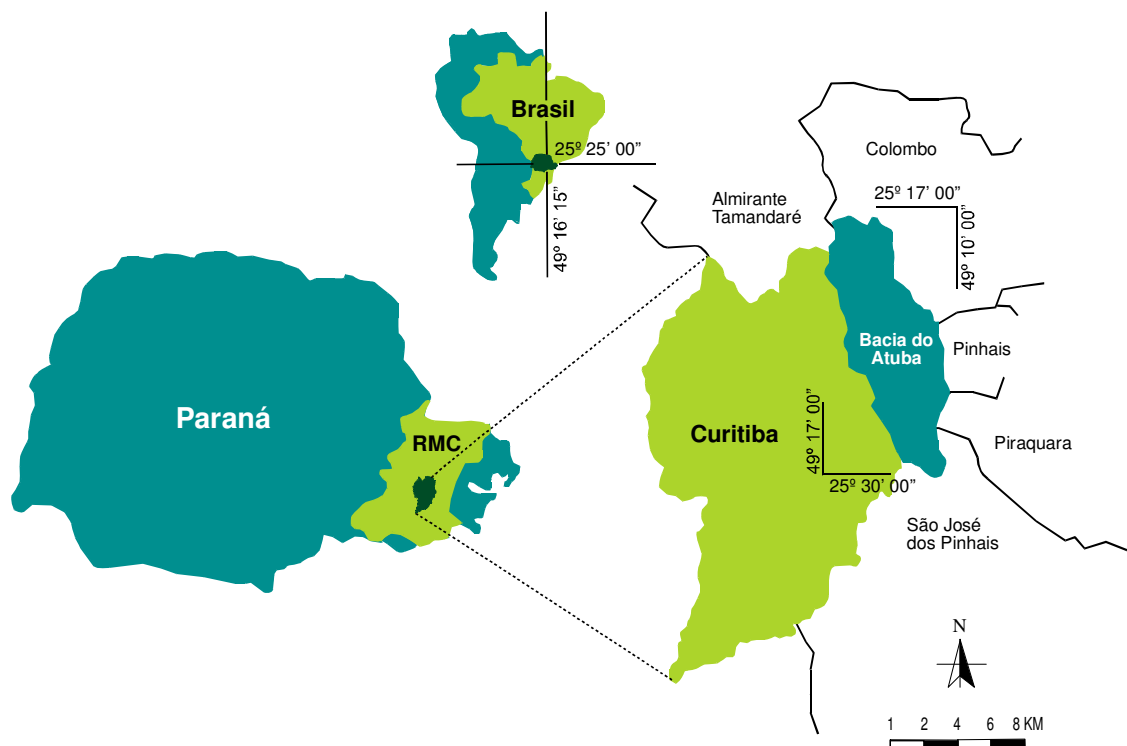 Brasil
25º 25’ 00”
49º 16’ 15”
Colombo
25º 17’ 00”
49º 10’ 00”
Almirante
Tamandaré
Bacia do
Atuba
Pinhais
Paraná
RMC
Curitiba
49º 17’ 00”
25º 30’ 00”
Piraquara
São José
dos Pinhais
N
1 2 4 6 8 KM